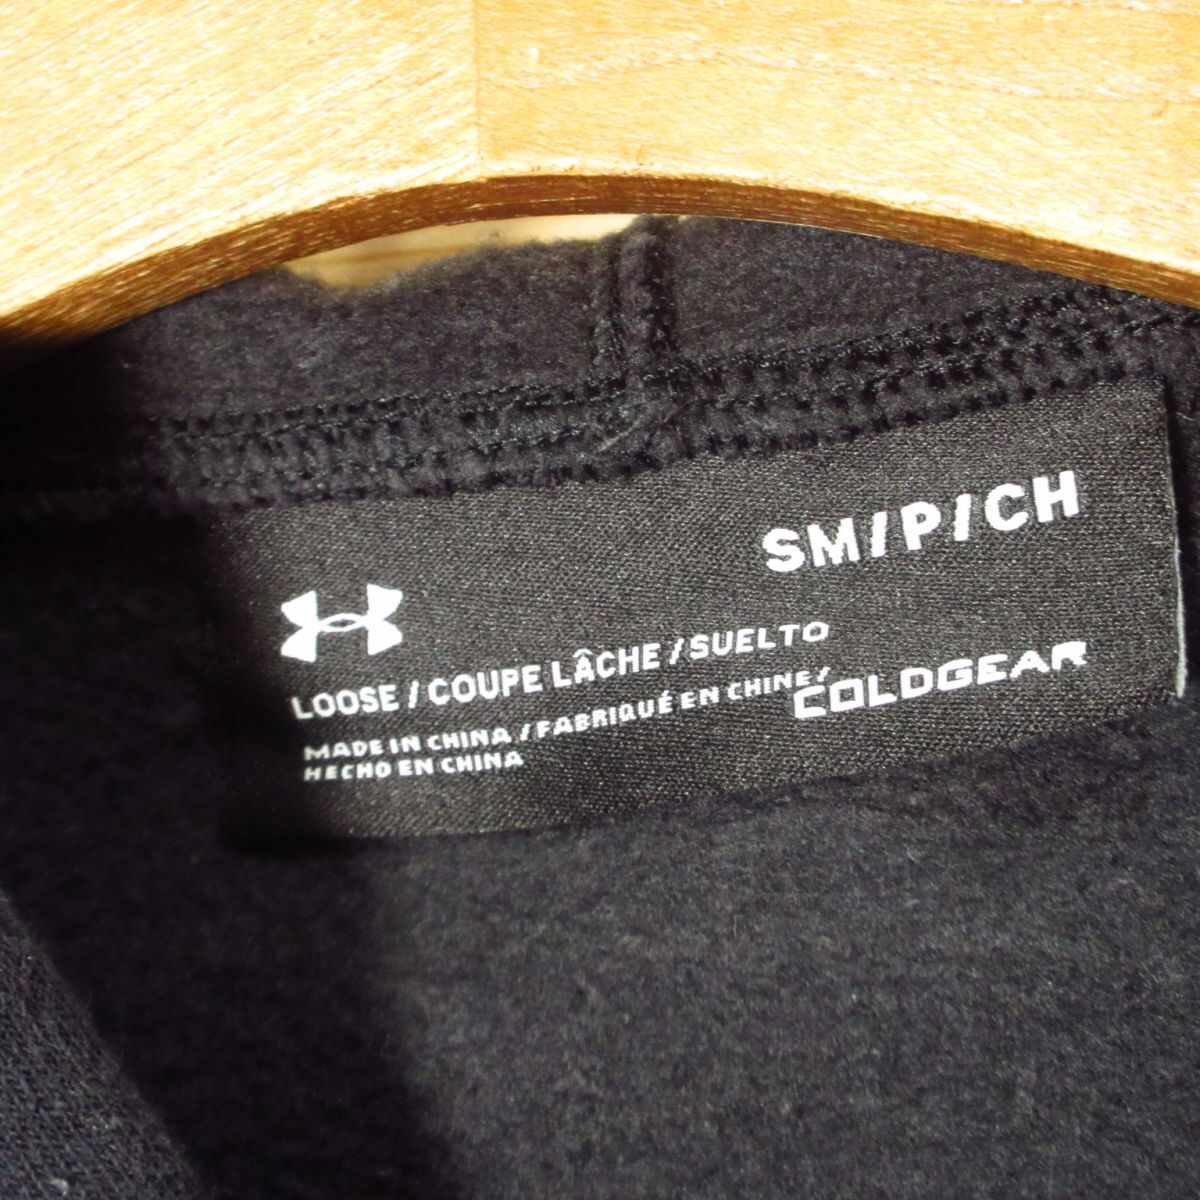 SM/P/CH
LOOSE / COUPE LÂCHE / SUELTO
MADE IN CHINA / FABRIQUÉ EN CHINE/
HECHO EN CHINA
COLDGEAR